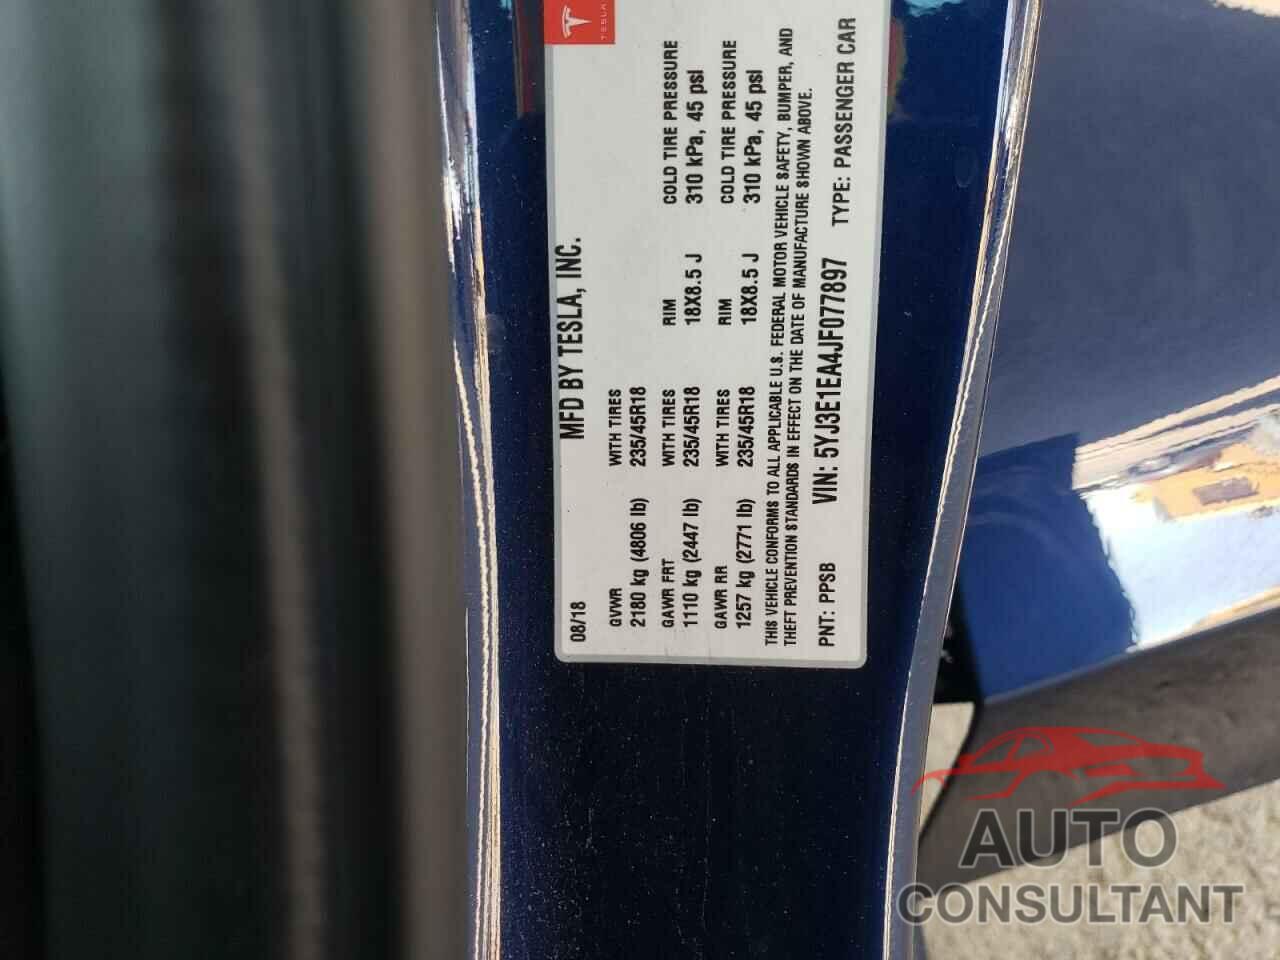 TESLA
MFD BY TESLA, INC.
08/18
GVWR WITH TIRES
2180 kg (4806 lb) 235/45R18
GAWR FRT WITH TIRES RIM COLD TIRE PRESSURE
1110 kg (2447 lb) 235/45R18 18X8.5 J 310 kPa, 45 psi
GAWR RR WITH TIRES RIM COLD TIRE PRESSURE
1257 kg (2771 lb) 235/45R18 18X8.5 J 310 kPa, 45 psi
THIS VEHICLE CONFORMS TO ALL APPLICABLE U.S. FEDERAL MOTOR VEHICLE SAFETY, BUMPER, AND
THEFT PREVENTION STANDARDS IN EFFECT ON THE DATE OF MANUFACTURE SHOWN ABOVE.
PNT: PPSB VIN: 5YJ3E1EA4JF077897 TYPE: PASSENGER CAR
AUTO
CONSULTANT